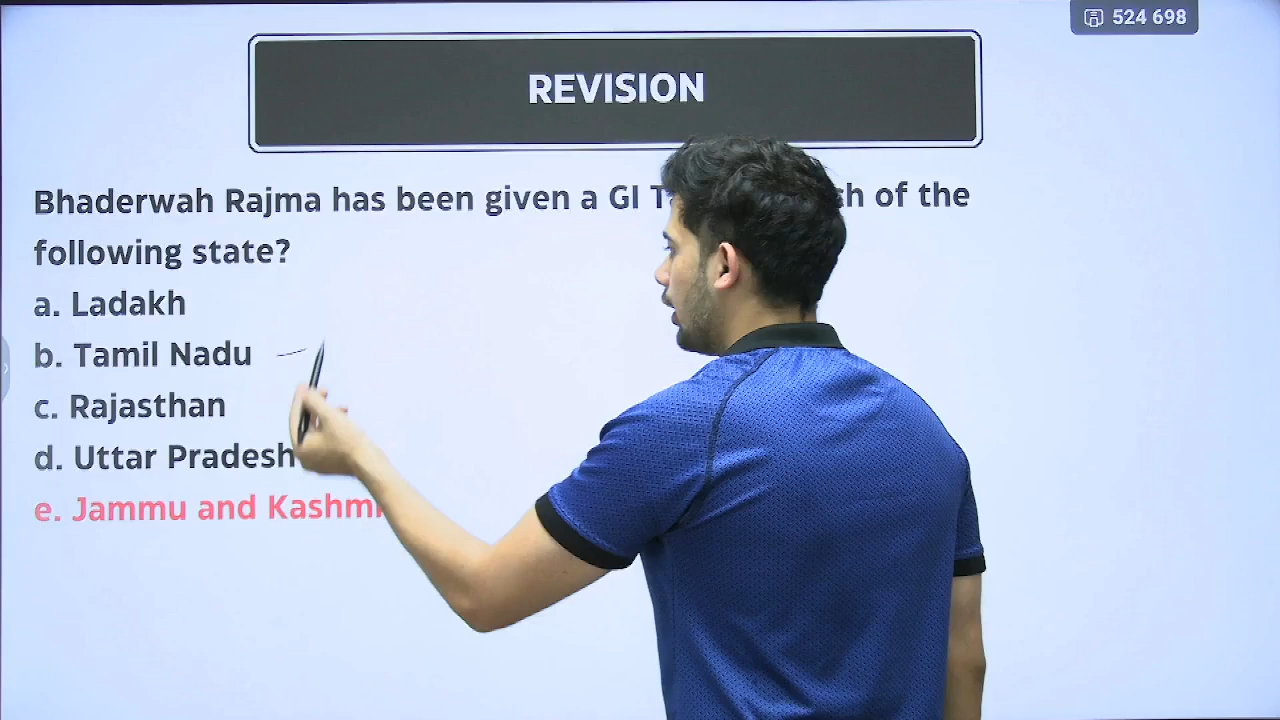 524 698
REVISION
Bhaderwah Rajma has been given a GI of the
following state?
a. Ladakh
b. Tamil Nadu
c. Rajasthan
d. Uttar Pradesh
e. Jammu and